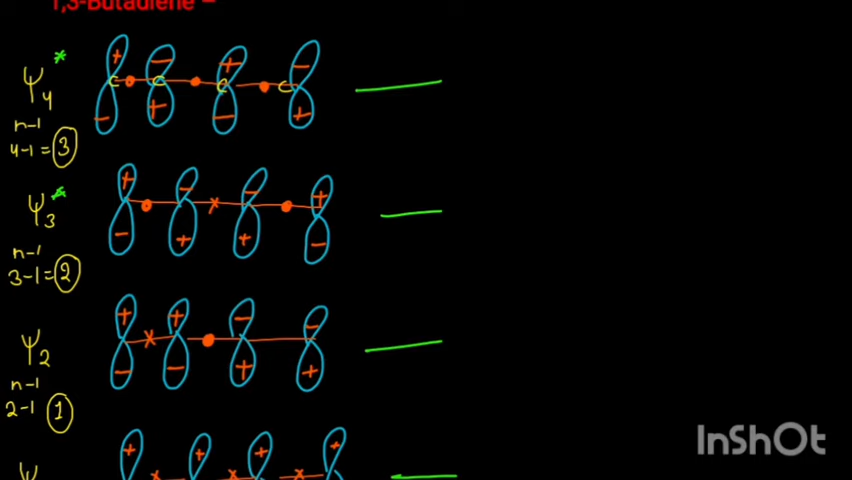 1,3-Butadiene –
+ − + −
ψ4*
C C C C
− + − +
n-1
4-1 = 3
+ − − +
ψ3*
− + + −
n-1
3-1 = 2
+ + − −
ψ2
− − + +
n-1
2-1 1
InShOt
+ + + +
ψ
× × ×